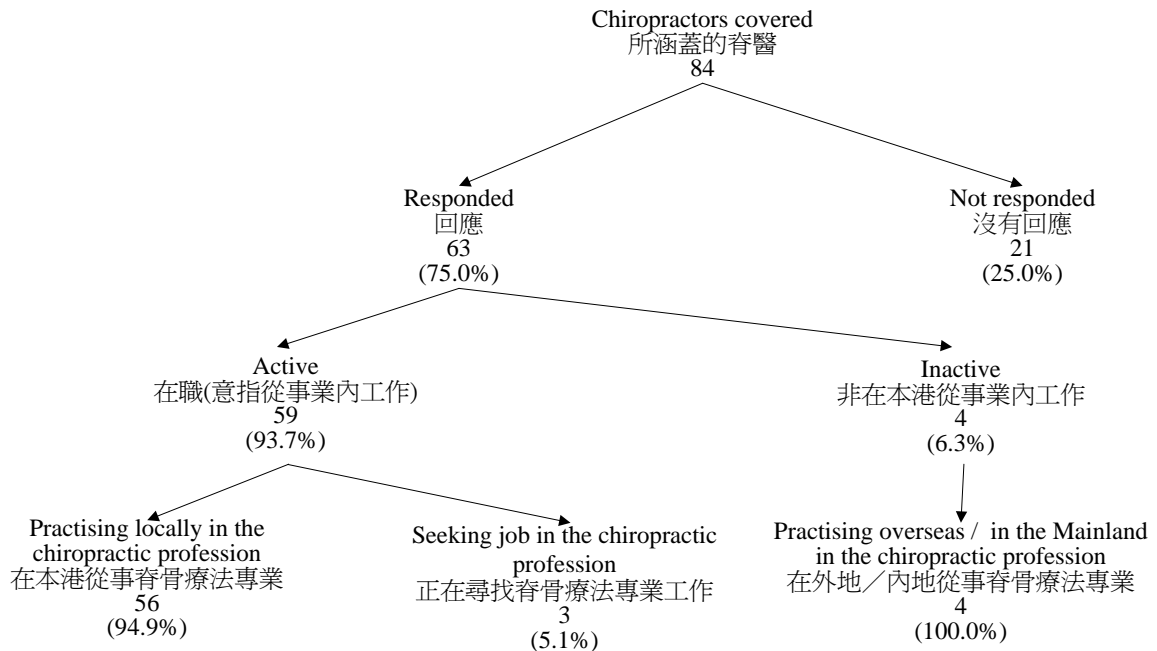 Chiropractors covered
所涵蓋的脊醫
84
Responded
回應
63
(75.0%)
Not responded
沒有回應
21
(25.0%)
Active
在職(意指從事業內工作)
59
(93.7%)
Inactive
非在本港從事業內工作
4
(6.3%)
Practising locally in the
chiropractic profession
在本港從事脊骨療法專業
56
(94.9%)
Seeking job in the chiropractic
profession
正在尋找脊骨療法專業工作
3
(5.1%)
Practising overseas / in the Mainland
in the chiropractic profession
在外地／內地從事脊骨療法專業
4
(100.0%)